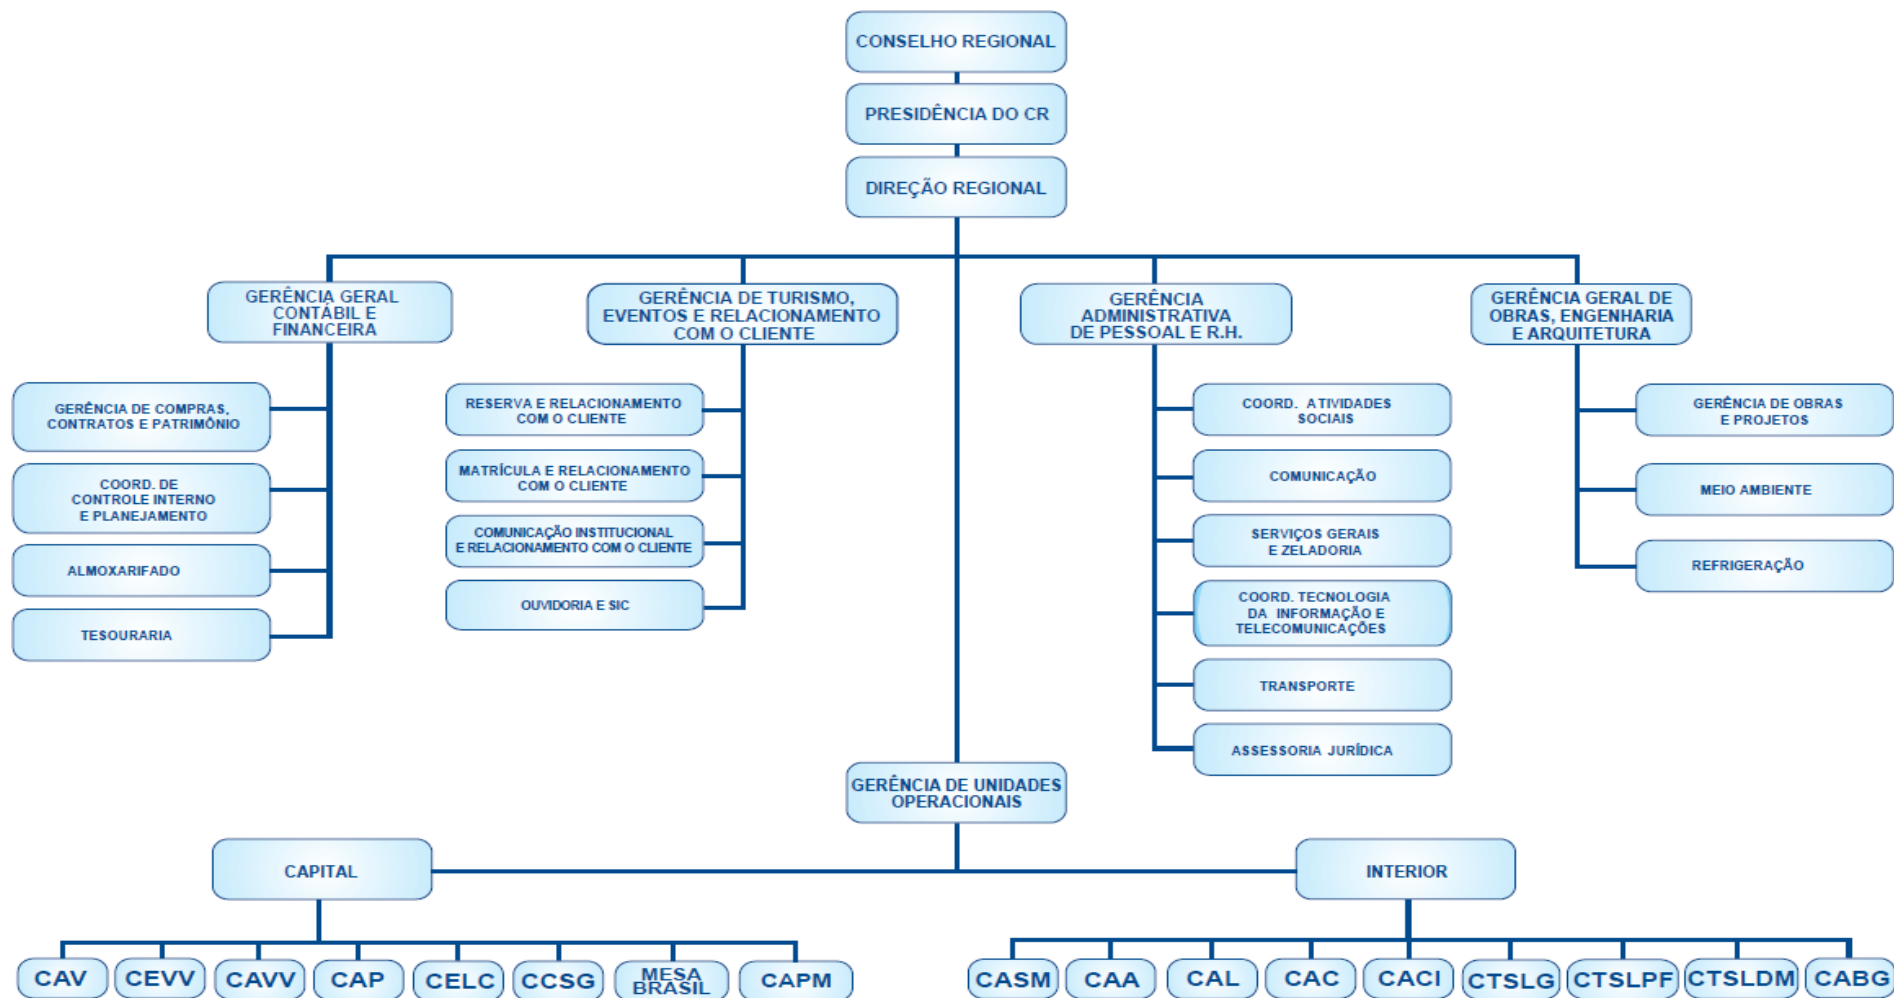 CONSELHO REGIONAL
PRESIDÊNCIA DO CR
DIREÇÃO REGIONAL
GERÊNCIA GERAL
CONTÁBIL E
FINANCEIRA
GERÊNCIA DE COMPRAS,
CONTRATOS E PATRIMÔNIO
COORD. DE
CONTROLE INTERNO
E PLANEJAMENTO
ALMOXARIFADO
TESOURARIA
GERÊNCIA DE TURISMO,
EVENTOS E RELACIONAMENTO
COM O CLIENTE
RESERVA E RELACIONAMENTO
COM O CLIENTE
MATRÍCULA E RELACIONAMENTO
COM O CLIENTE
COMUNICAÇÃO INSTITUCIONAL
E RELACIONAMENTO COM O CLIENTE
OUVIDORIA E SIC
GERÊNCIA
ADMINISTRATIVA
DE PESSOAL E R.H.
COORD. ATIVIDADES
SOCIAIS
COMUNICAÇÃO
SERVIÇOS GERAIS
E ZELADORIA
COORD. TECNOLOGIA
DA INFORMAÇÃO E
TELECOMUNICAÇÕES
TRANSPORTE
ASSESSORIA JURÍDICA
GERÊNCIA GERAL DE
OBRAS, ENGENHARIA
E ARQUITETURA
GERÊNCIA DE OBRAS
E PROJETOS
MEIO AMBIENTE
REFRIGERAÇÃO
GERÊNCIA DE UNIDADES
OPERACIONAIS
CAPITAL
CAV
CEVV
CAVV
CAP
CELC
CCSG
MESA
BRASIL
CAPM
INTERIOR
CASM
CAA
CAL
CAC
CACI
CTSLG
CTSLPF
CTSLDM
CABG